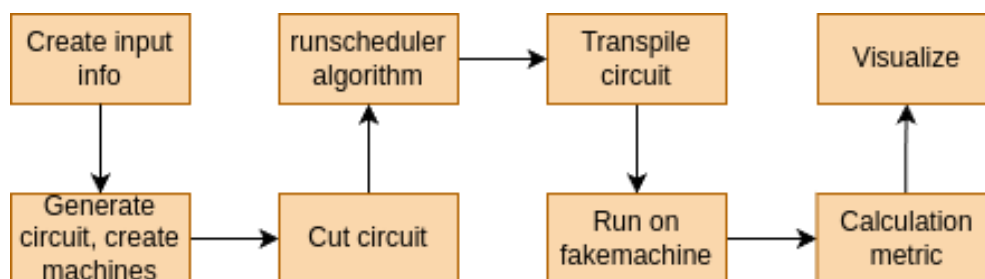 Create input
info
Generate
circuit, create
machines
Cut circuit
runscheduler
algorithm
Transpile
circuit
Run on
fakemachine
Calculation
metric
Visualize